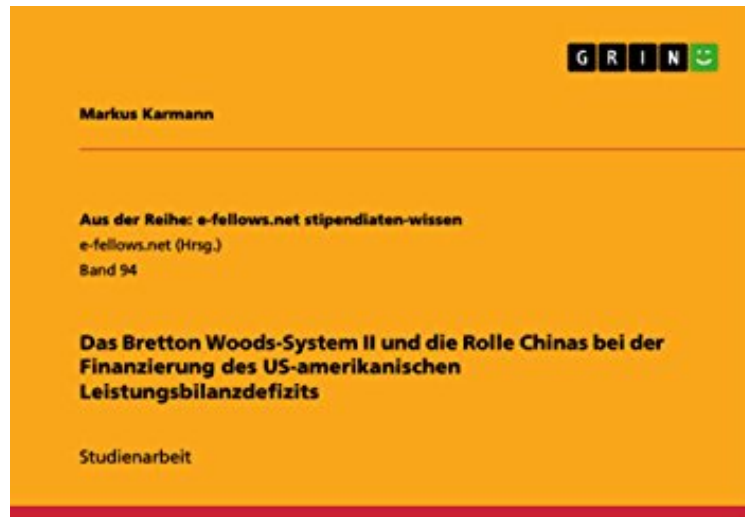 GRIN
Markus Karmann
Aus der Reihe: e-fellows.net stipendiaten-wissen
e-fellows.net (Hrsg.)
Band 94
Das Bretton Woods-System II und die Rolle Chinas bei der
Finanzierung des US-amerikanischen
Leistungsbilanzdefizits
Studienarbeit